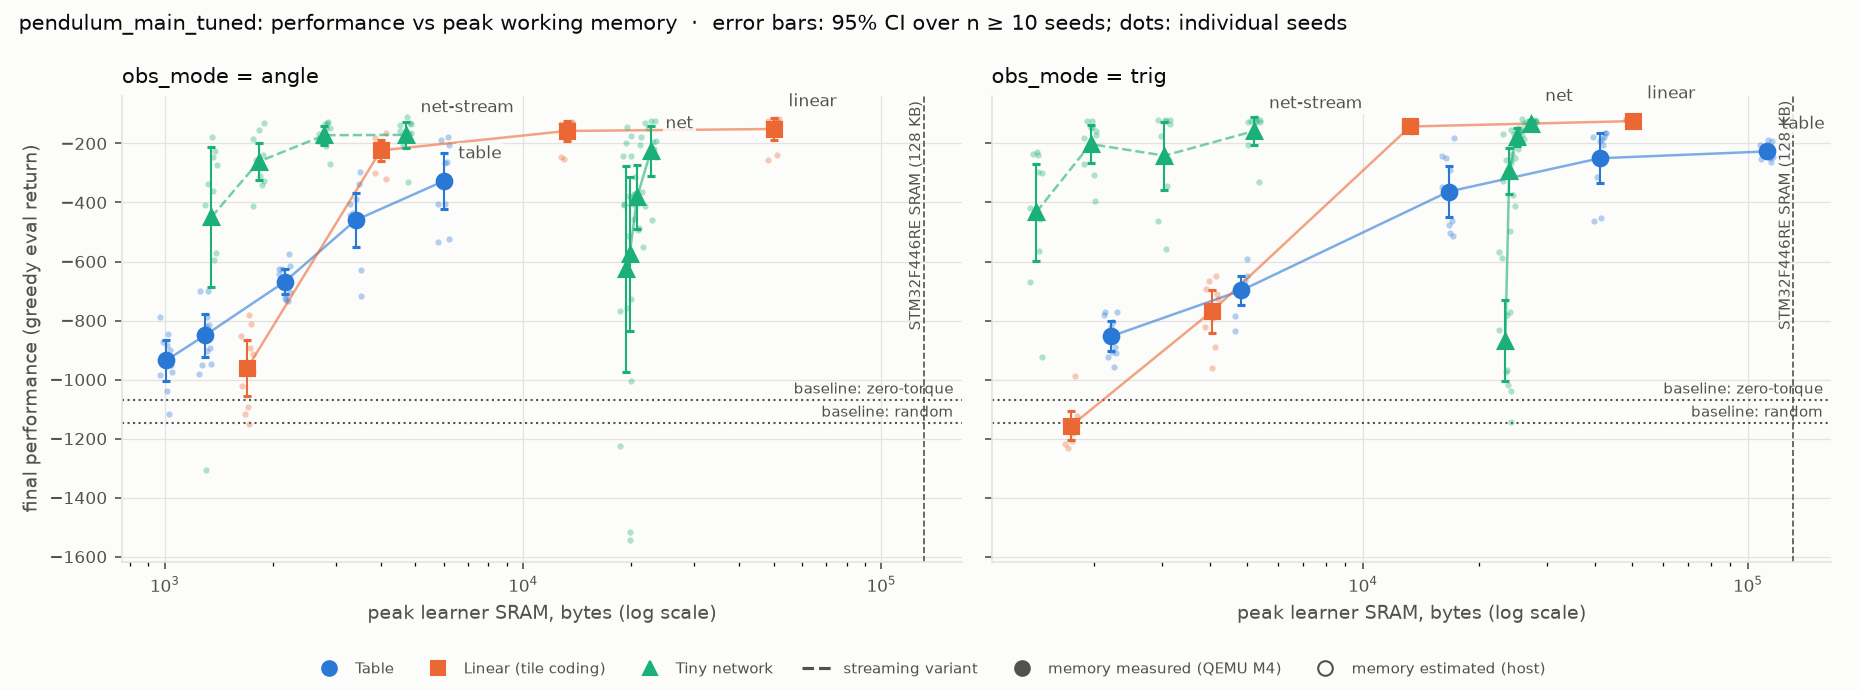 pendulum_main_tuned: performance vs peak working memory · error bars: 95% CI over n ≥ 10 seeds; dots: individual seeds
obs_mode = angle
obs_mode = trig
final performance (greedy eval return)
−200
−400
−600
−800
−1000
−1200
−1400
−1600
net-stream
linear
net
table
STM32F446RE SRAM (128 KB)
baseline: zero-torque
baseline: random
10³
10⁴
10⁵
peak learner SRAM, bytes (log scale)
net-stream
net
linear
table
STM32F446RE SRAM (128 KB)
baseline: zero-torque
baseline: random
10⁴
10⁵
peak learner SRAM, bytes (log scale)
Table
Linear (tile coding)
Tiny network
streaming variant
memory measured (QEMU M4)
memory estimated (host)